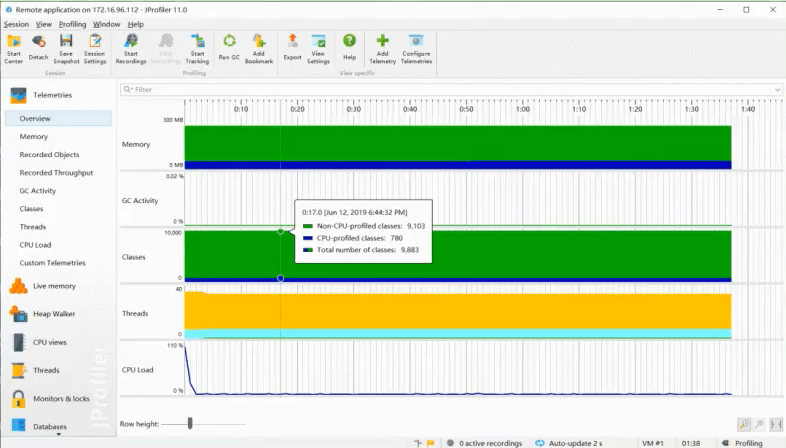 Remote application on 172.16.96.112 - JProfiler 11.0
Session View Profiling Window Help
Start Center
Detach
Save Snapshot
Session Settings
Start Recordings
Stop Recordings
Start Tracking
Run GC
Add Bookmark
Export
View Settings
Help
Add Telemetry
Configure Telemetries
Session
Profiling
View specific
Telemetries
Overview
Memory
Recorded Objects
Recorded Throughput
GC Activity
Classes
Threads
CPU Load
Custom Telemetries
Live memory
Heap Walker
CPU views
Threads
Monitors & locks
Databases
JProfiler
Filter
0:10 0:20 0:30 0:40 0:50 1:00 1:10 1:20 1:30 1:40
300 MB
Memory
0 MB
0.02 %
GC Activity
0 %
0:17.0 [Jun 12, 2019 6:44:32 PM]
Non-CPU-profiled classes: 9,103
CPU-profiled classes: 780
Total number of classes: 9,883
10,000
Classes
0
40
Threads
0
110 %
CPU Load
0 %
Row height:
0 active recordings
Auto-update 2 s
VM #1
01:38
Profiling